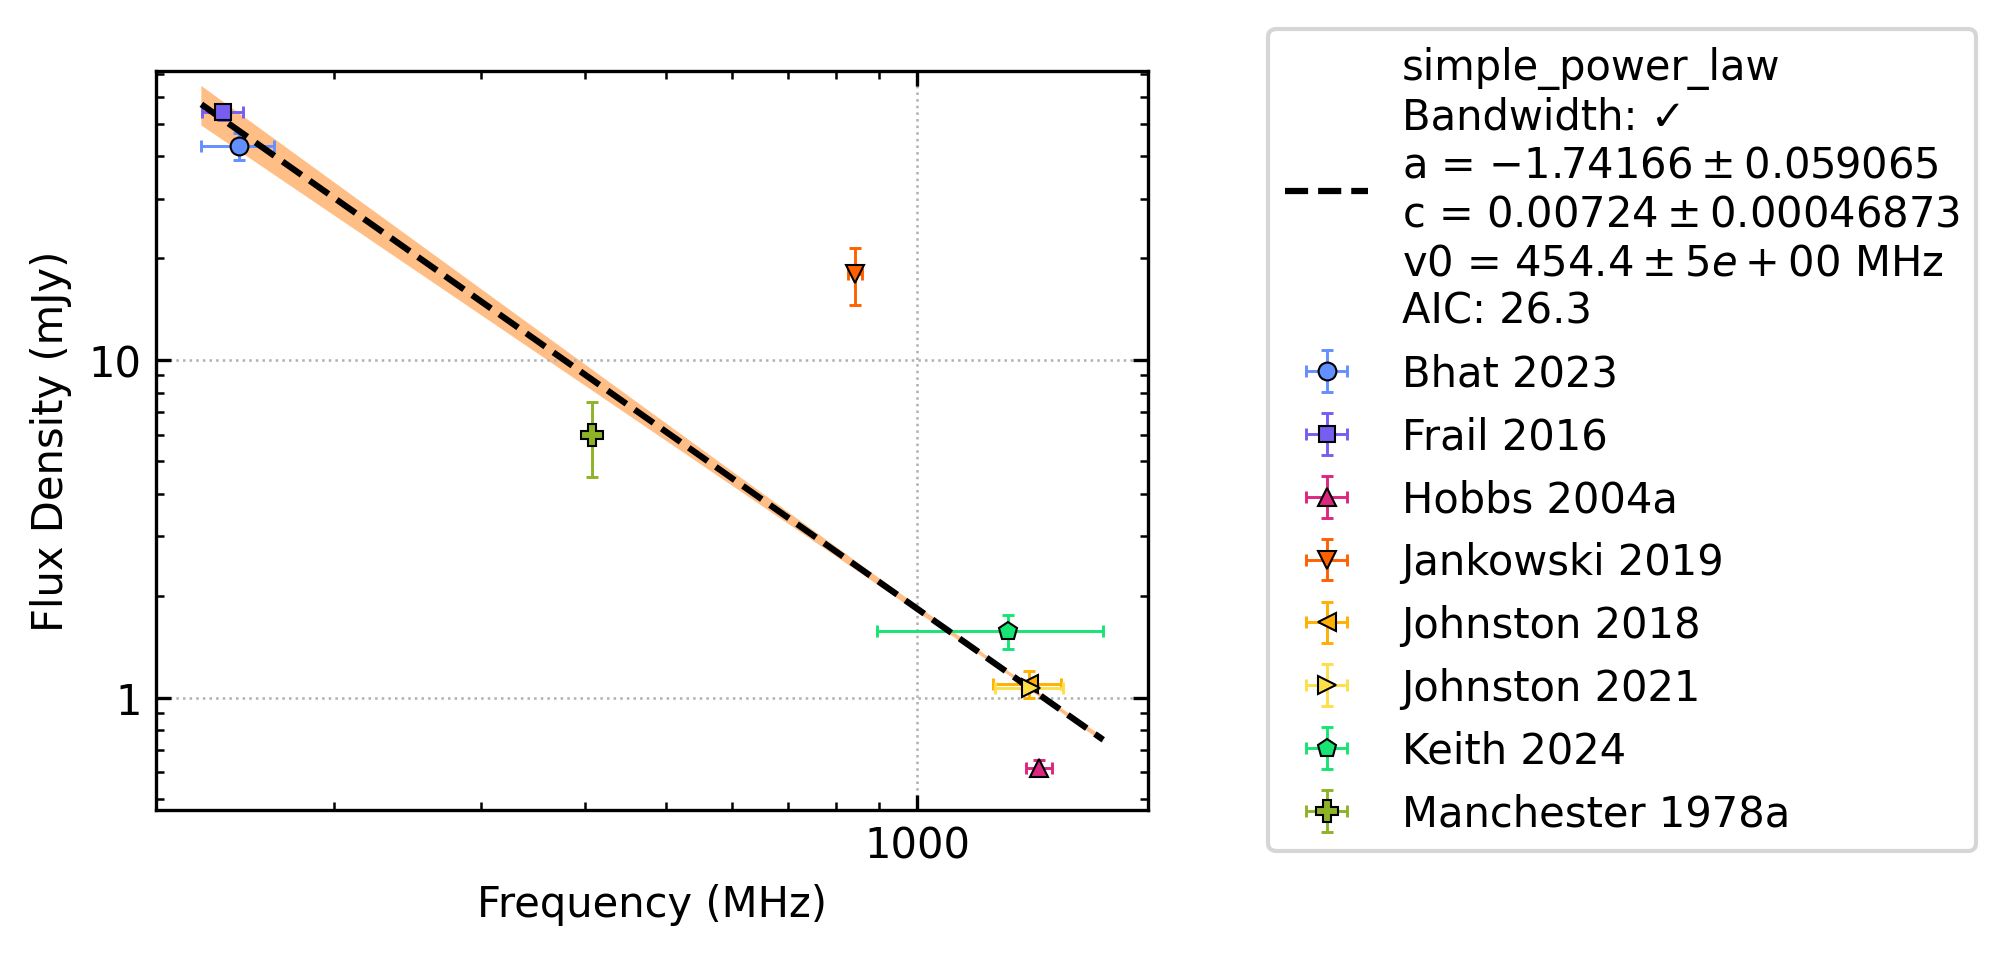 simple_power_law
Bandwidth: ✓
a = −1.74166 ± 0.059065
c = 0.00724 ± 0.00046873
v0 = 454.4 ± 5e + 00 MHz
AIC: 26.3
Bhat 2023
Frail 2016
Hobbs 2004a
Jankowski 2019
Johnston 2018
Johnston 2021
Keith 2024
Manchester 1978a
Flux Density (mJy)
10
1
1000
Frequency (MHz)